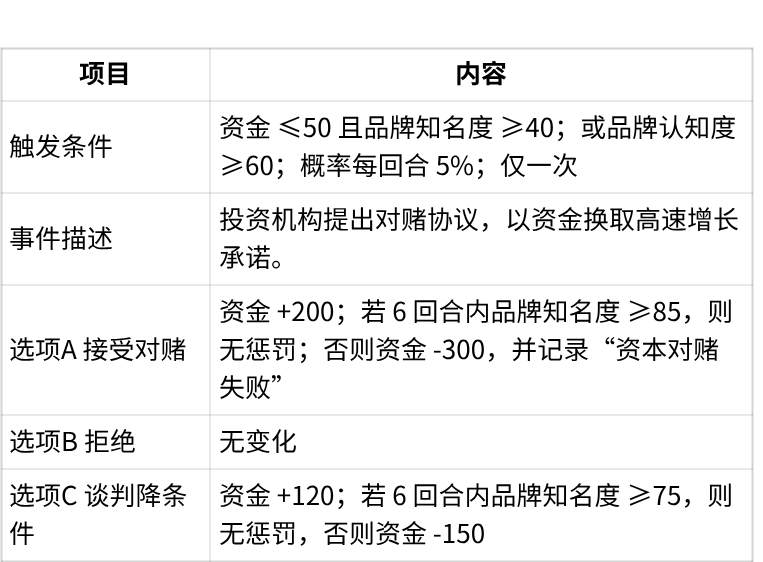 项目
内容
触发条件
资金 ≤50 且品牌知名度 ≥40；或品牌认知度
≥60；概率每回合 5%；仅一次
事件描述
投资机构提出对赌协议，以资金换取高速增长
承诺。
选项A 接受对赌
资金 +200；若 6 回合内品牌知名度 ≥85，则
无惩罚；否则资金 -300，并记录“资本对赌
失败”
选项B 拒绝
无变化
选项C 谈判降条
件
资金 +120；若 6 回合内品牌知名度 ≥75，则
无惩罚，否则资金 -150